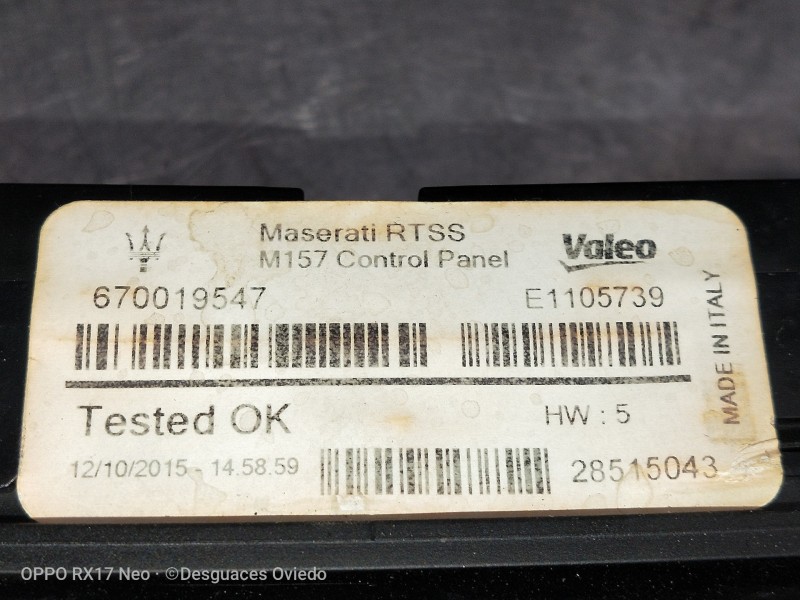 Maserati RTSS
M157 Control Panel
Valeo
670019547
E1105739
MADE IN ITALY
Tested OK
HW : 5
12/10/2015 - 14.58.59
28515043
OPPO RX17 Neo · ©Desguaces Oviedo